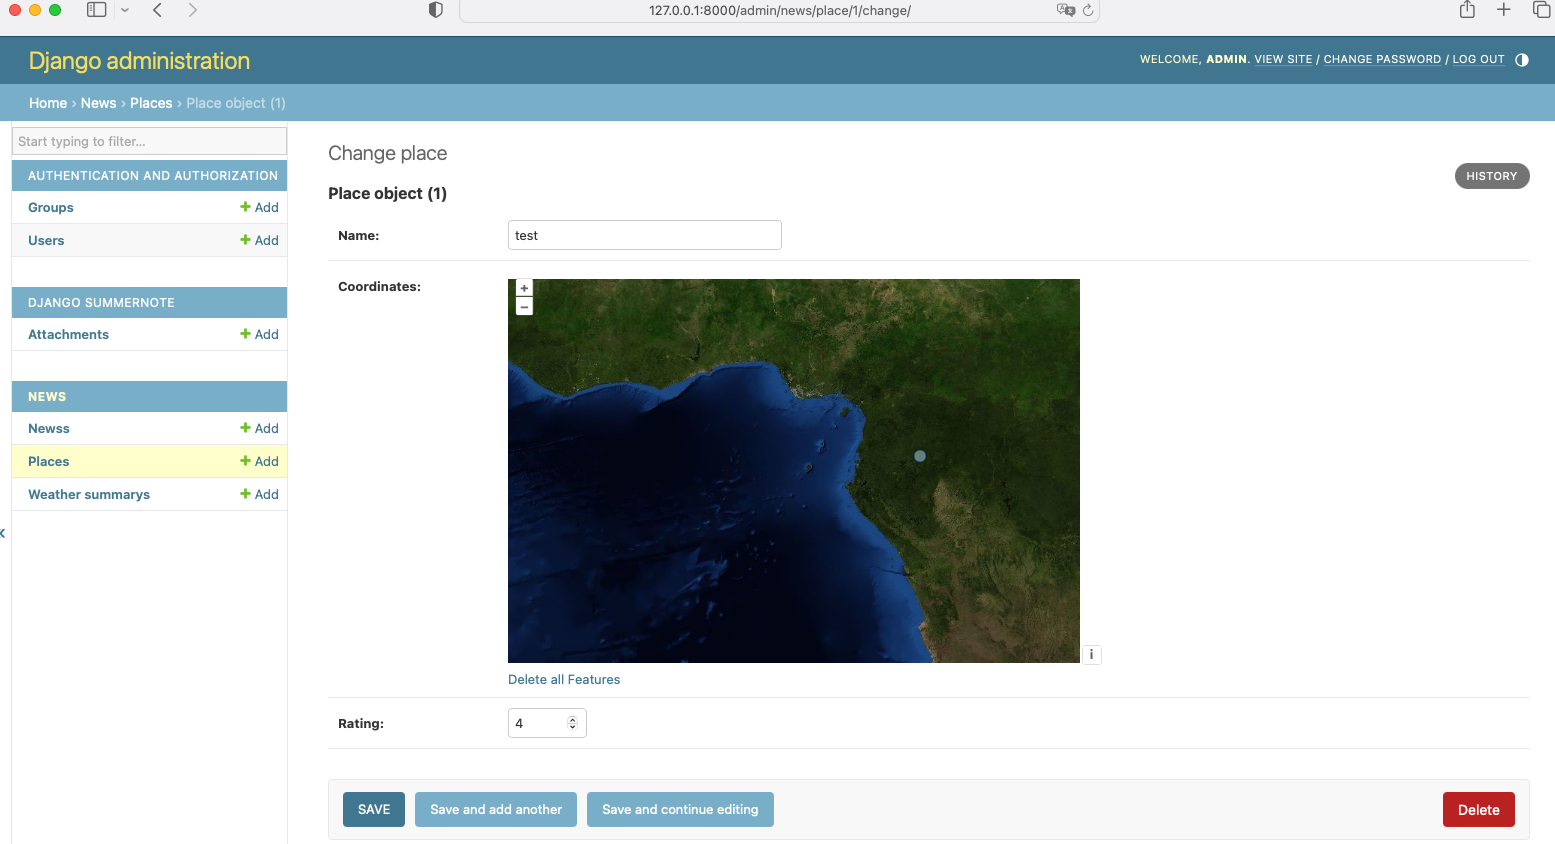 127.0.0.1:8000/admin/news/place/1/change/
Django administration
WELCOME, ADMIN. VIEW SITE / CHANGE PASSWORD / LOG OUT
Home › News › Places › Place object (1)
Start typing to filter...
AUTHENTICATION AND AUTHORIZATION
Groups + Add
Users + Add
DJANGO SUMMERNOTE
Attachments + Add
NEWS
Newss + Add
Places + Add
Weather summarys + Add
Change place
HISTORY
Place object (1)
Name: test
Coordinates:
+
−
i
Delete all Features
Rating: 4
SAVE Save and add another Save and continue editing Delete